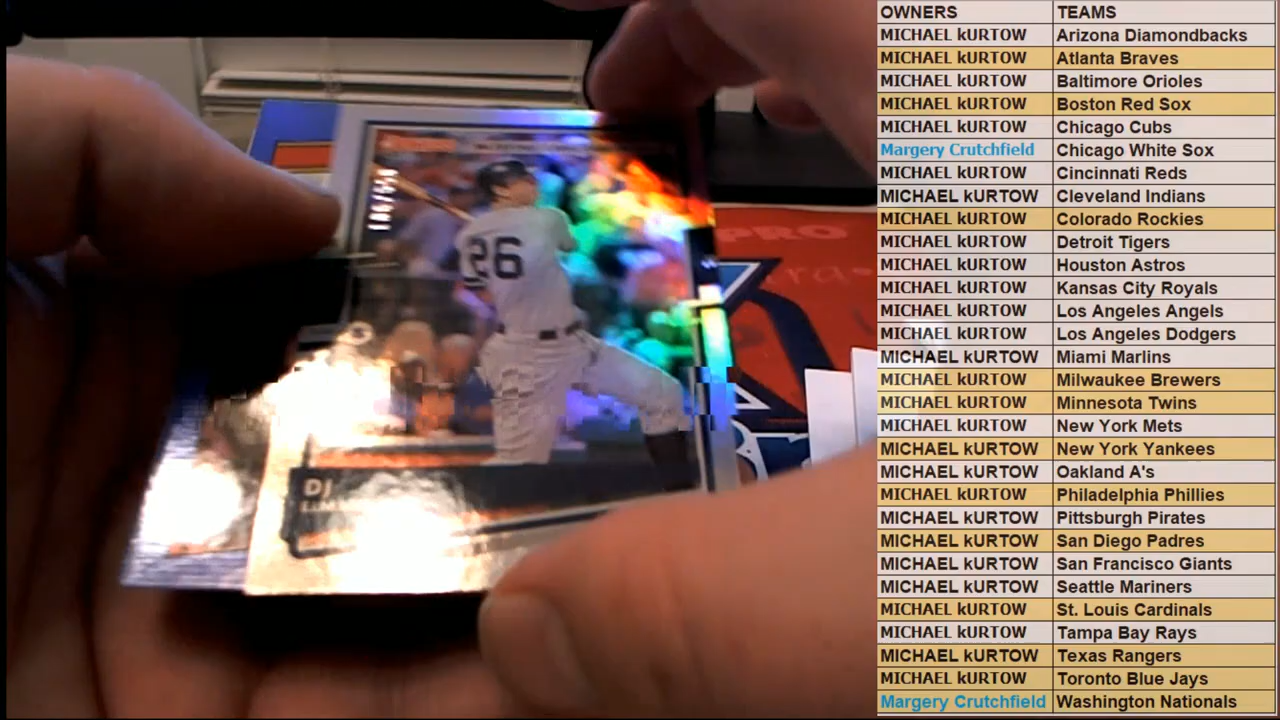 OWNERS TEAMS
MICHAEL kURTOW Arizona Diamondbacks
MICHAEL kURTOW Atlanta Braves
MICHAEL kURTOW Baltimore Orioles
MICHAEL kURTOW Boston Red Sox
MICHAEL kURTOW Chicago Cubs
Margery Crutchfield Chicago White Sox
MICHAEL kURTOW Cincinnati Reds
MICHAEL kURTOW Cleveland Indians
MICHAEL kURTOW Colorado Rockies
MICHAEL kURTOW Detroit Tigers
MICHAEL kURTOW Houston Astros
MICHAEL kURTOW Kansas City Royals
MICHAEL kURTOW Los Angeles Angels
MICHAEL kURTOW Los Angeles Dodgers
MICHAEL kURTOW Miami Marlins
MICHAEL kURTOW Milwaukee Brewers
MICHAEL kURTOW Minnesota Twins
MICHAEL kURTOW New York Mets
MICHAEL kURTOW New York Yankees
MICHAEL kURTOW Oakland A's
MICHAEL kURTOW Philadelphia Phillies
MICHAEL kURTOW Pittsburgh Pirates
MICHAEL kURTOW San Diego Padres
MICHAEL kURTOW San Francisco Giants
MICHAEL kURTOW Seattle Mariners
MICHAEL kURTOW St. Louis Cardinals
MICHAEL kURTOW Tampa Bay Rays
MICHAEL kURTOW Texas Rangers
MICHAEL kURTOW Toronto Blue Jays
Margery Crutchfield Washington Nationals
26
DJ
PRO